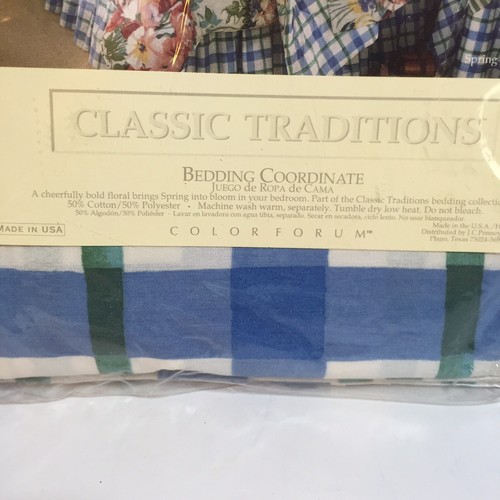 Spring
CLASSIC TRADITIONS
BEDDING COORDINATE
JUEGO de ROPA de CAMA
A cheerfully bold floral brings Spring into bloom in your bedroom. Part of the Classic Traditions bedding collectio
50% Cotton/50% Polyester • Machine wash warm, separately. Tumble dry low heat. Do not bleach.
50% Algodón/50% Poliéster - Lavar en lavadora con agua tibia, separado. Secar en secadora, ciclo lento. No usar blanqueador.
MADE IN USA
COLORFORUM™
Made in the U.S.A.
Distributed by J.C. Penney
Plano, Texas